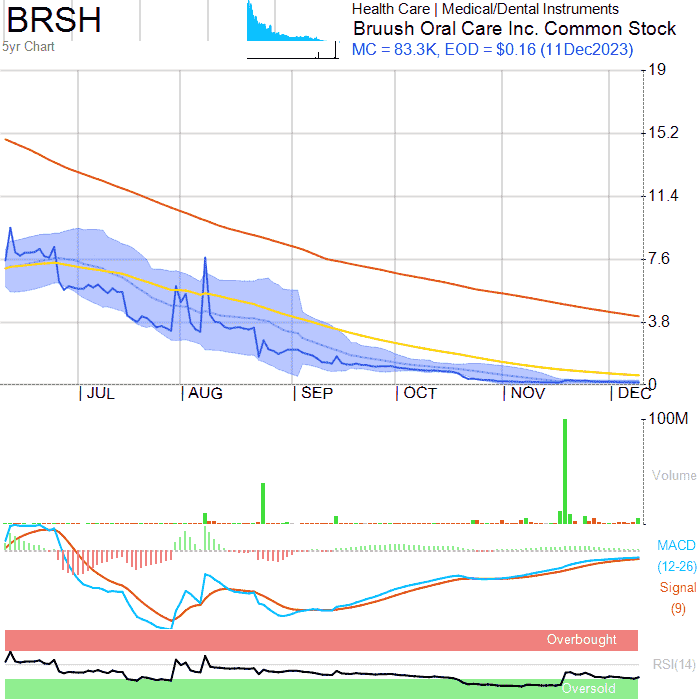 BRSH
5yr Chart
Health Care | Medical/Dental Instruments
Bruush Oral Care Inc. Common Stock
MC = 83.3K, EOD = $0.16 (11Dec2023)
19
15.2
11.4
7.6
3.8
0
JUL AUG SEP OCT NOV DEC
100M
Volume
MACD
(12-26)
Signal
(9)
Overbought
RSI(14)
Oversold